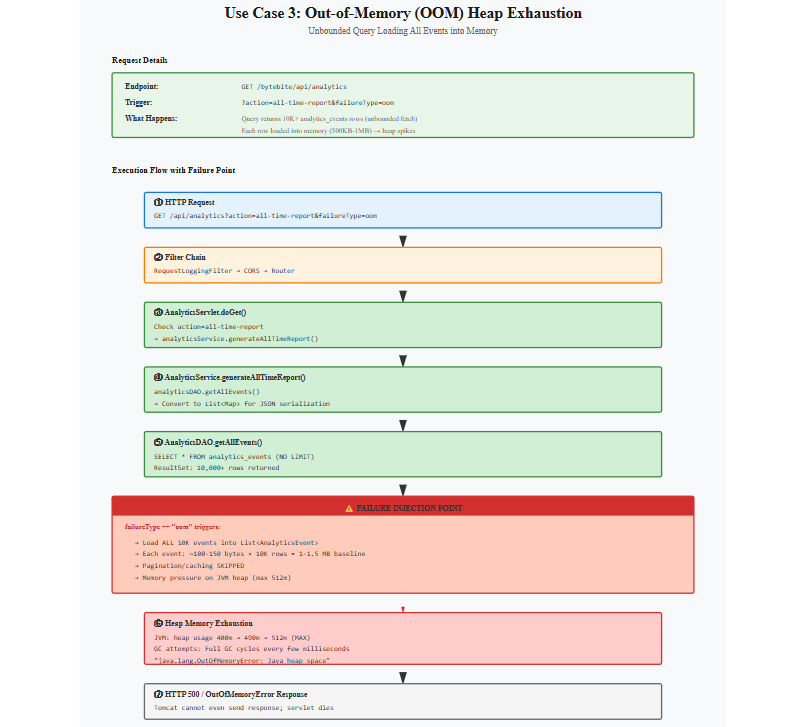 Use Case 3: Out-of-Memory (OOM) Heap Exhaustion
Unbounded Query Loading All Events into Memory
Request Details
Endpoint: GET /bytebite/api/analytics
Trigger: ?action=all-time-report&failureType=oom
What Happens: Query returns 10K+ analytics_events rows (unbounded fetch)
Each row loaded into memory (500KB-1MB) → heap spikes
Execution Flow with Failure Point
① HTTP Request
GET /api/analytics?action=all-time-report&failureType=oom
② Filter Chain
RequestLoggingFilter → CORS → Router
③ AnalyticsServlet.doGet()
Check action=all-time-report
→ analyticsService.generateAllTimeReport()
④ AnalyticsService.generateAllTimeReport()
analyticsDAO.getAllEvents()
→ Convert to List<Map> for JSON serialization
⑤ AnalyticsDAO.getAllEvents()
SELECT * FROM analytics_events (NO LIMIT)
ResultSet: 10,000+ rows returned
⚠ FAILURE INJECTION POINT
failureType == "oom" triggers:
→ Load ALL 10K events into List<AnalyticsEvent>
→ Each event: ~100-150 bytes × 10K rows = 1-1.5 MB baseline
→ Pagination/caching SKIPPED
→ Memory pressure on JVM heap (max 512m)
⑥ Heap Memory Exhaustion
JVM: heap usage 400m → 490m → 512m (MAX)
GC attempts: Full GC cycles every few milliseconds
"java.lang.OutOfMemoryError: Java heap space"
⑦ HTTP 500 / OutOfMemoryError Response
Tomcat cannot even send response; servlet dies